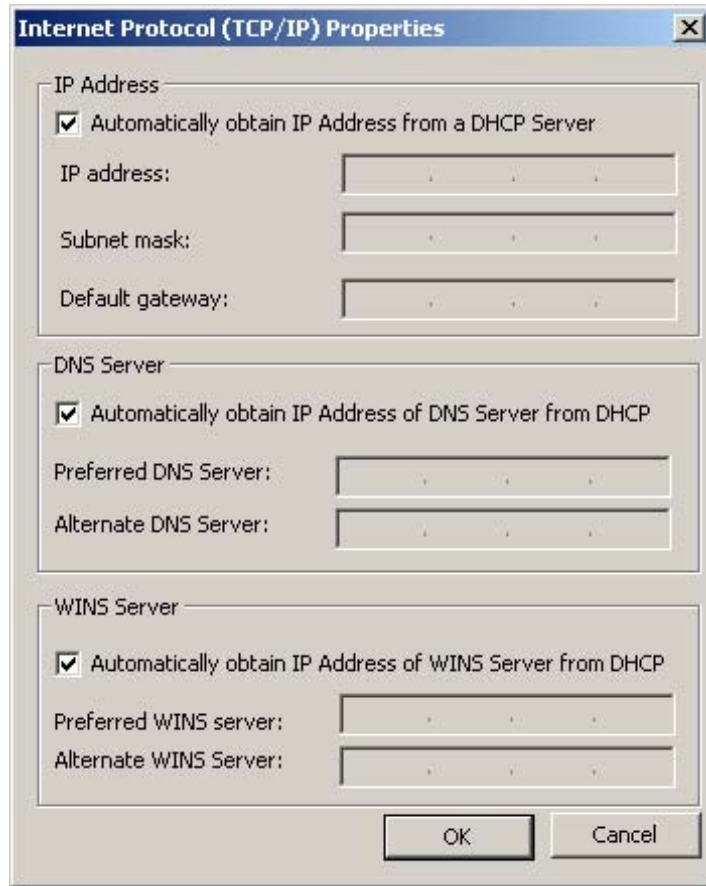 Internet Protocol (TCP/IP) Properties
IP Address
Automatically obtain IP Address from a DHCP Server
IP address:
Subnet mask:
Default gateway:
DNS Server
Automatically obtain IP Address of DNS Server from DHCP
Preferred DNS Server:
Alternate DNS Server:
WINS Server
Automatically obtain IP Address of WINS Server from DHCP
Preferred WINS server:
Alternate WINS Server:
OK Cancel